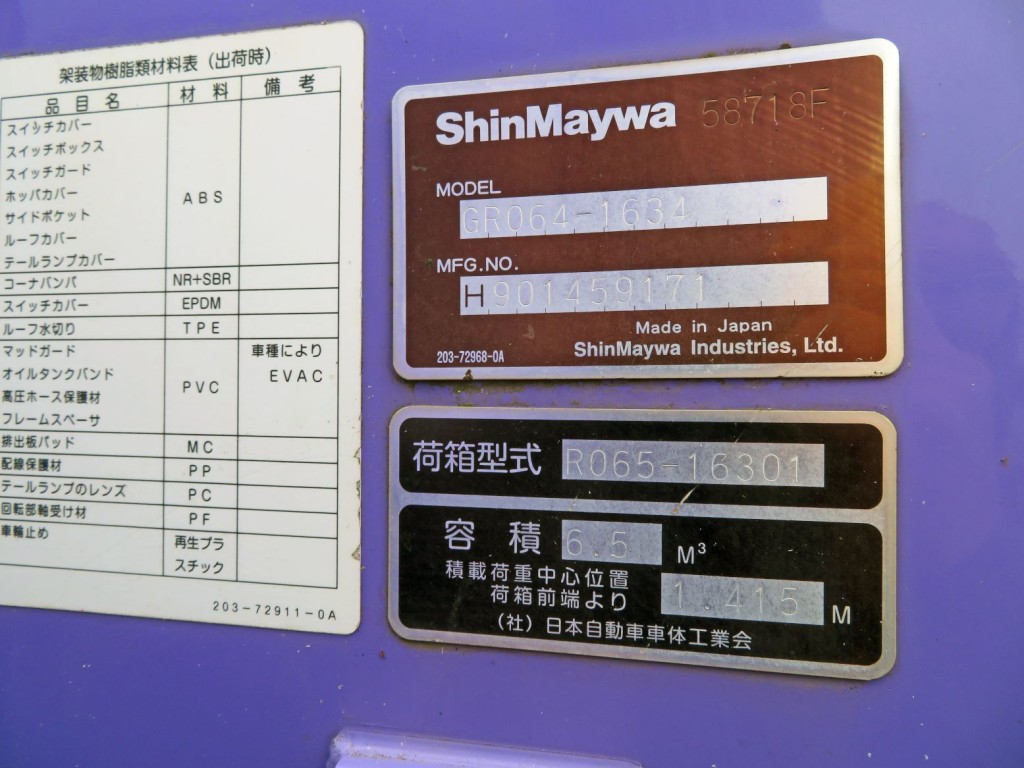 架装物樹脂類材料表（出荷時）
品目名 材料 備考
スイッチカバー
スイッチボックス
スイッチガード
ホッパカバー
サイドポケット
ルーフカバー
テールランプカバー
ABS
コーナバンパ NR+SBR
スイッチカバー EPDM
ルーフ水切り TPE
マッドガード
オイルタンクバンド
高圧ホース保護材
フレームスペーサ
PVC
車種により
EVAC
排出板パッド MC
配線保護材 PP
テールランプのレンズ PC
回転部軸受け材 PF
車輪止め 再生プラ
スチック
203-72911-0A
ShinMaywa 58718F
MODEL
GR064-1634
MFG.NO.
H901459171
Made in Japan
203-72968-0A ShinMaywa Industries, Ltd.
荷箱型式 R065-16301
容積 6.5 M³
積載荷重中心位置
荷箱前端より 1.415 M
（社）日本自動車車体工業会